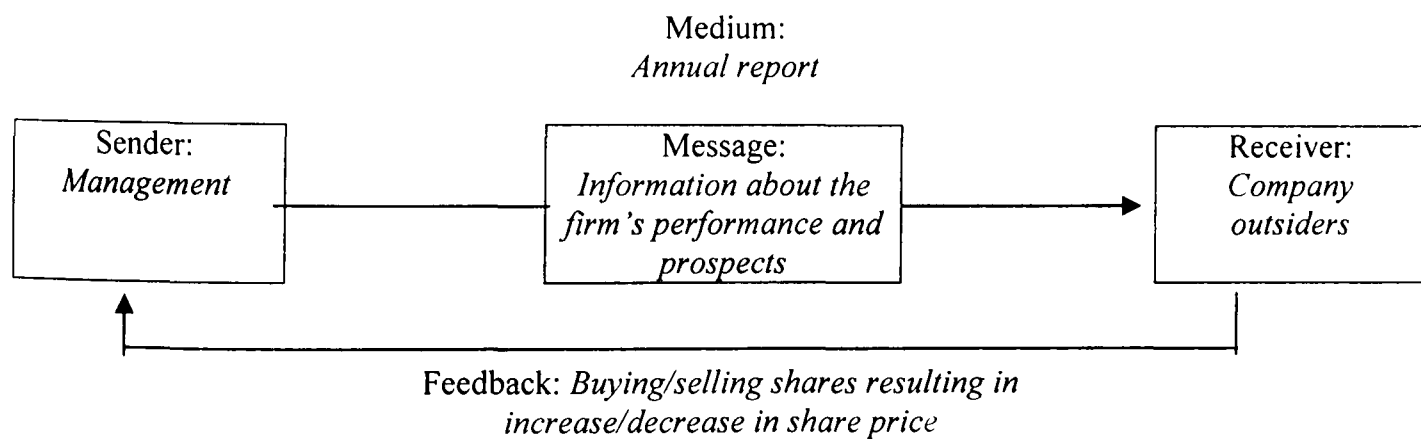 Medium:
Annual report
Sender:
Management
Message:
Information about the
firm's performance and
prospects
Receiver:
Company
outsiders
Feedback: Buying/selling shares resulting in
increase/decrease in share price